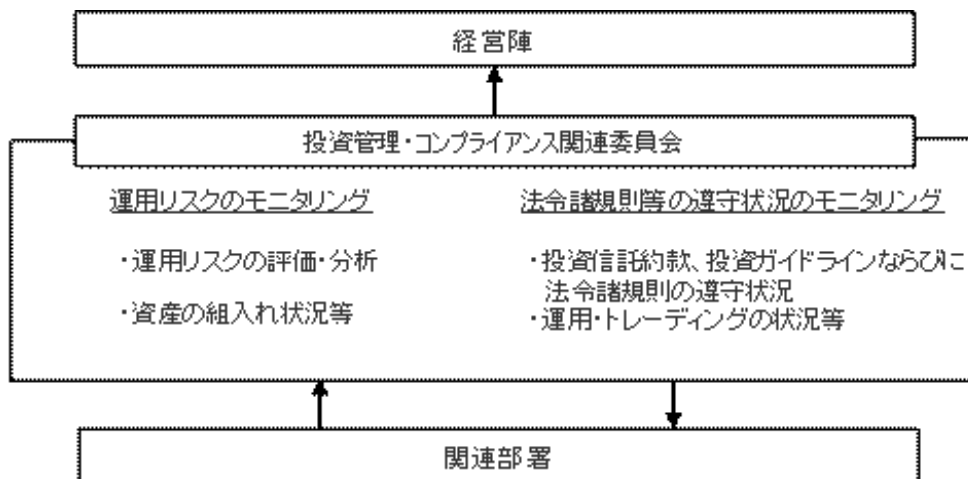 経営陣
投資管理・コンプライアンス関連委員会
運用リスクのモニタリング
・運用リスクの評価・分析
・資産の組入れ状況等
法令諸規則等の遵守状況のモニタリング
・投資信託約款、投資ガイドラインならびに
法令諸規則の遵守状況
・運用・トレーディングの状況等
関連部署